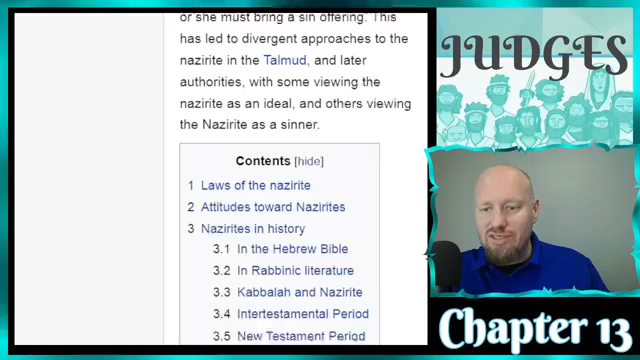 or she must bring a sin offering. This
has led to divergent approaches to the
nazirite in the Talmud, and later
authorities, with some viewing the
nazirite as an ideal, and others viewing
the Nazirite as a sinner.
Contents [hide]
1 Laws of the nazirite
2 Attitudes toward Nazirites
3 Nazirites in history
3.1 In the Hebrew Bible
3.2 In Rabbinic literature
3.3 Kabbalah and Nazirite
3.4 Intertestamental Period
3.5 New Testament Period
JUDGES
Chapter 13